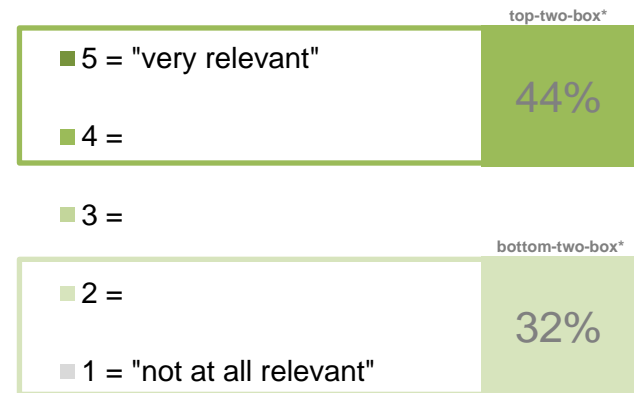 top-two-box*
5 = "very relevant"
44%
4 =
3 =
bottom-two-box*
2 =
32%
1 = "not at all relevant"